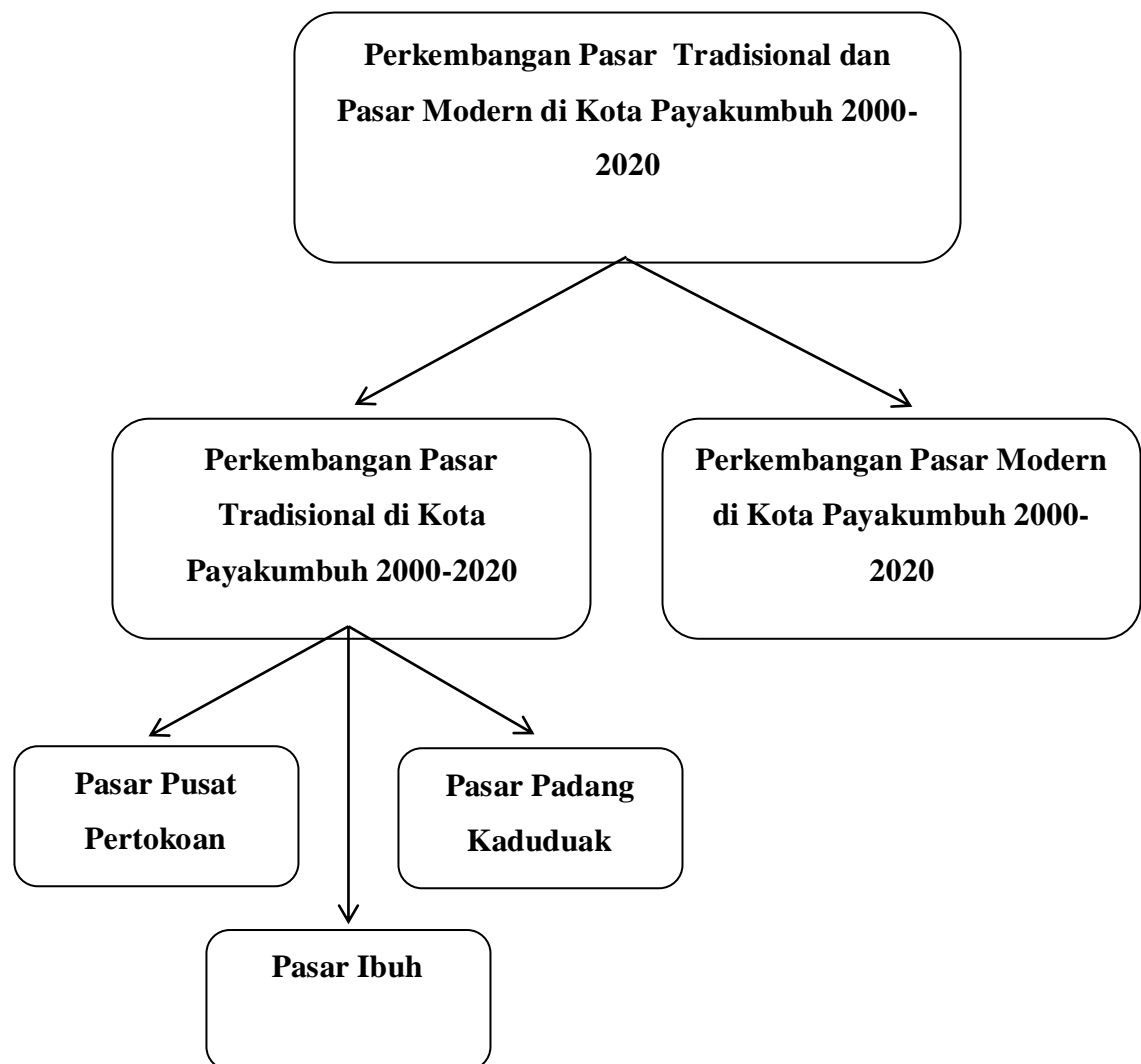 Perkembangan Pasar Tradisional dan
Pasar Modern di Kota Payakumbuh 2000-
2020
Perkembangan Pasar
Tradisional di Kota
Payakumbuh 2000-2020
Perkembangan Pasar Modern
di Kota Payakumbuh 2000-
2020
Pasar Pusat
Pertokoan
Pasar Padang
Kaduduak
Pasar Ibuh